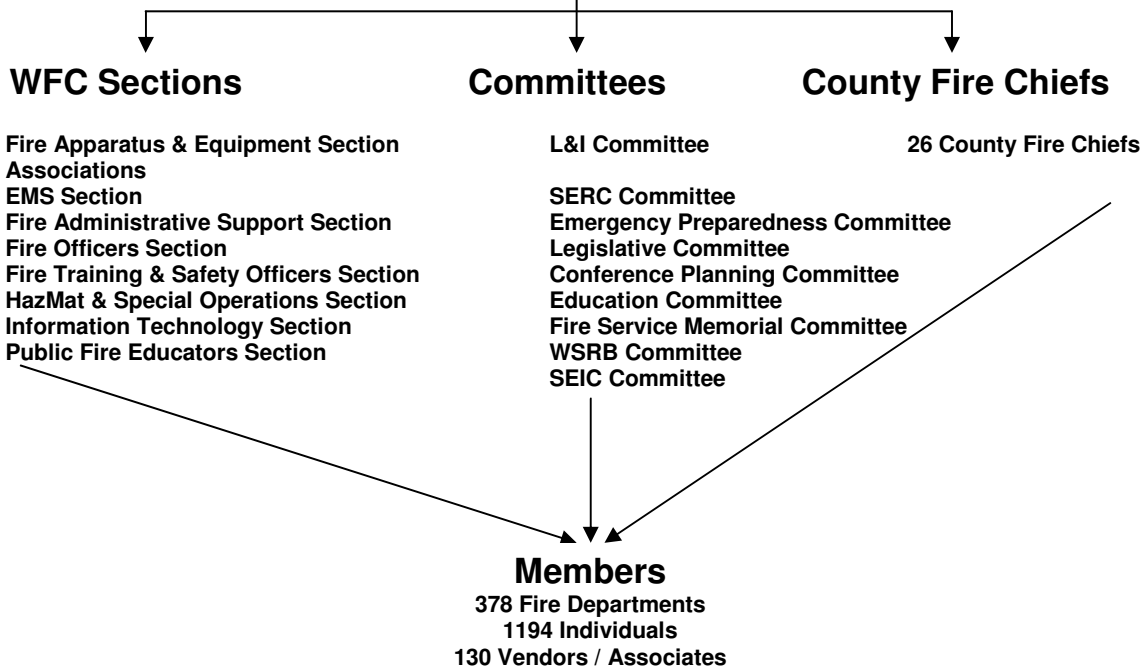 WFC Sections
Fire Apparatus & Equipment Section
Associations
EMS Section
Fire Administrative Support Section
Fire Officers Section
Fire Training & Safety Officers Section
HazMat & Special Operations Section
Information Technology Section
Public Fire Educators Section
Committees
L&I Committee
SERC Committee
Emergency Preparedness Committee
Legislative Committee
Conference Planning Committee
Education Committee
Fire Service Memorial Committee
WSRB Committee
SEIC Committee
County Fire Chiefs
26 County Fire Chiefs
Members
378 Fire Departments
1194 Individuals
130 Vendors / Associates